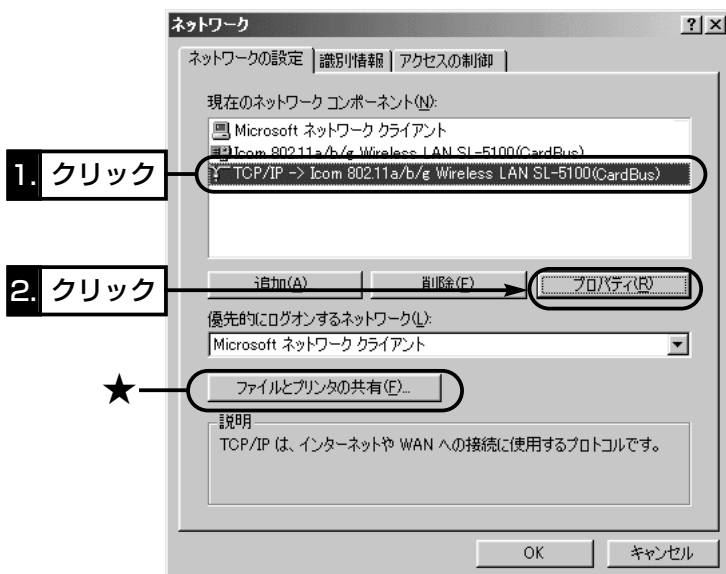 ネットワーク
ネットワークの設定 識別情報 アクセスの制御
現在のネットワーク コンポーネント(N):
Microsoft ネットワーク クライアント
Icom 802.11a/b/g Wireless LAN SL-5100(CardBus)
1. クリック
TCP/IP -> Icom 802.11a/b/g Wireless LAN SL-5100(CardBus)
2. クリック
追加(A) 削除(E) プロパティ(R)
優先的にログオンするネットワーク(L):
Microsoft ネットワーク クライアント
★
ファイルとプリンタの共有(F)...
説明
TCP/IP は、インターネットや WAN への接続に使用するプロトコルです。
OK キャンセル